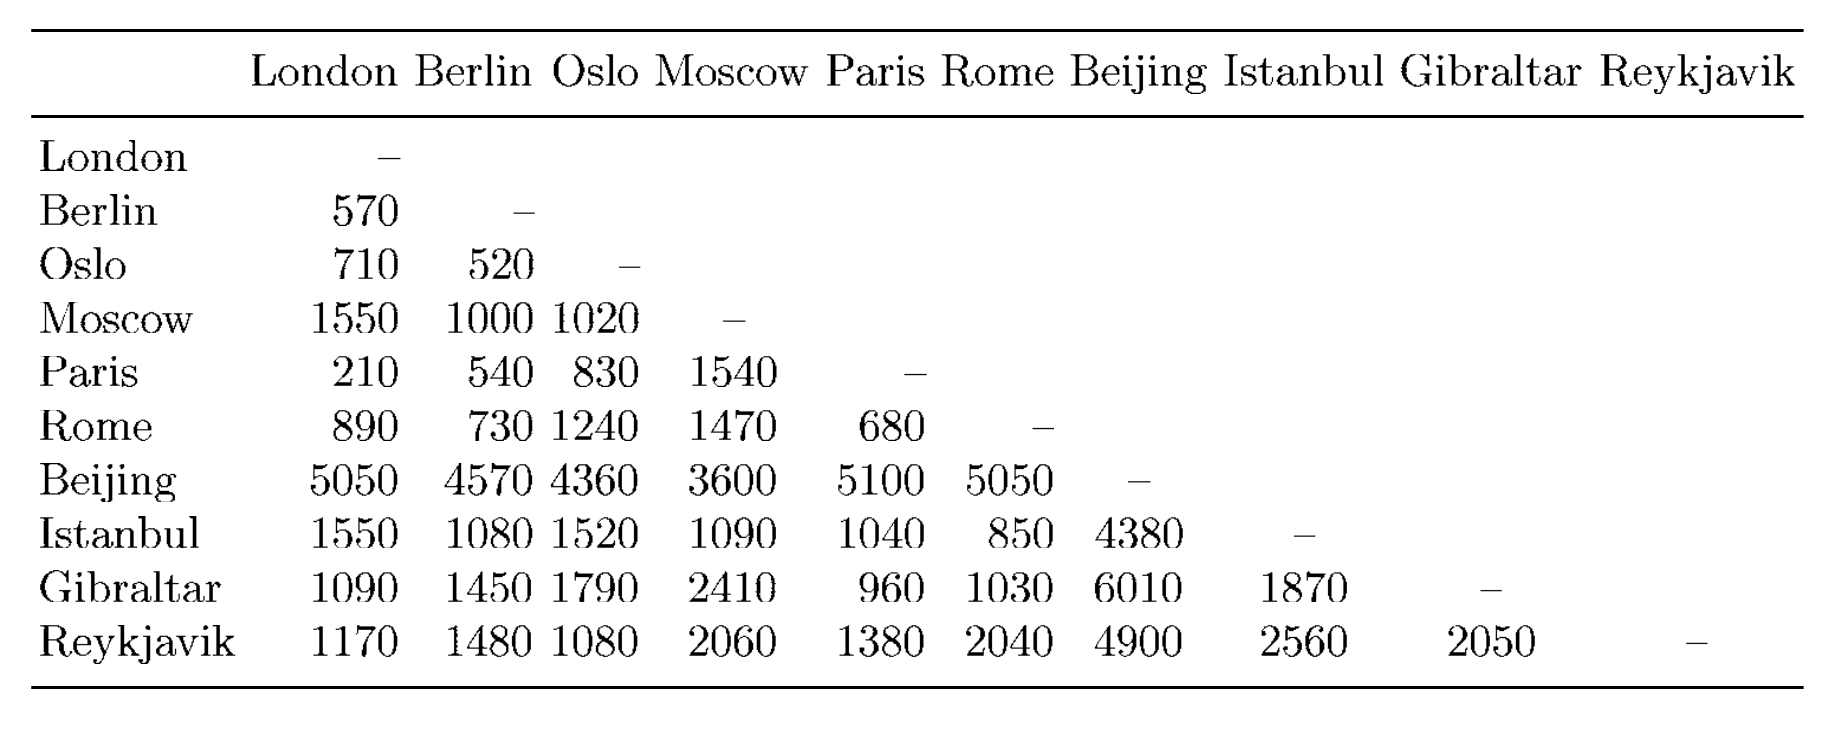 London Berlin Oslo Moscow Paris Rome Beijing Istanbul Gibraltar Reykjavik
London –
Berlin 570 –
Oslo 710 520 –
Moscow 1550 1000 1020 –
Paris 210 540 830 1540 –
Rome 890 730 1240 1470 680 –
Beijing 5050 4570 4360 3600 5100 5050 –
Istanbul 1550 1080 1520 1090 1040 850 4380 –
Gibraltar 1090 1450 1790 2410 960 1030 6010 1870 –
Reykjavik 1170 1480 1080 2060 1380 2040 4900 2560 2050 –